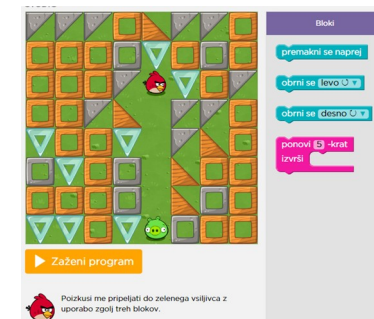 Bloki
premakni se naprej
obrni se levo ↺ ▼
obrni se desno ↻ ▼
ponovi 5 -krat
izvrši
Zaženi program
Poizkusi me pripeljati do zelenega vsiljivca z
uporabo zgolj treh blokov.